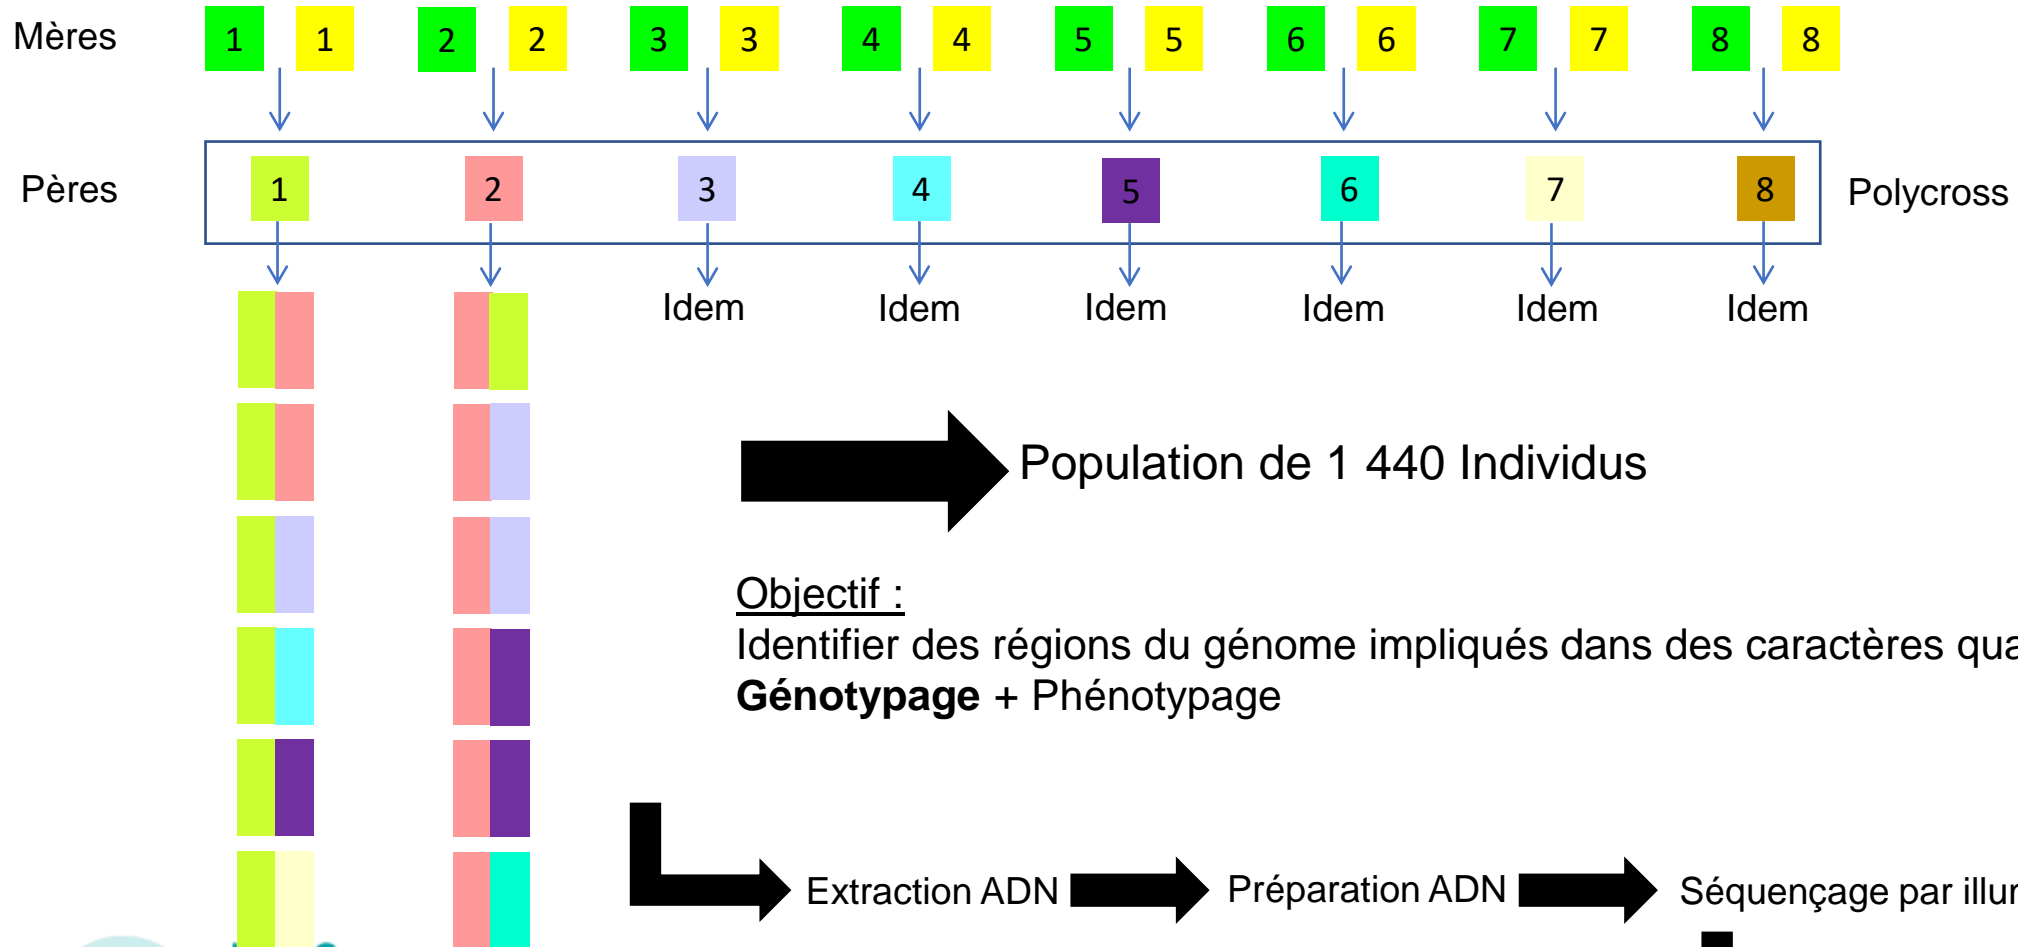 Mères 1 1 2 2 3 3 4 4 5 5 6 6 7 7 8 8
Pères 1 2 3 4 5 6 7 8 Polycross
Idem Idem Idem Idem Idem Idem
Population de 1 440 Individus
Objectif :
Identifier des régions du génome impliqués dans des caractères
Génotypage + Phénotypage
Extraction ADN Préparation ADN Séquençage par